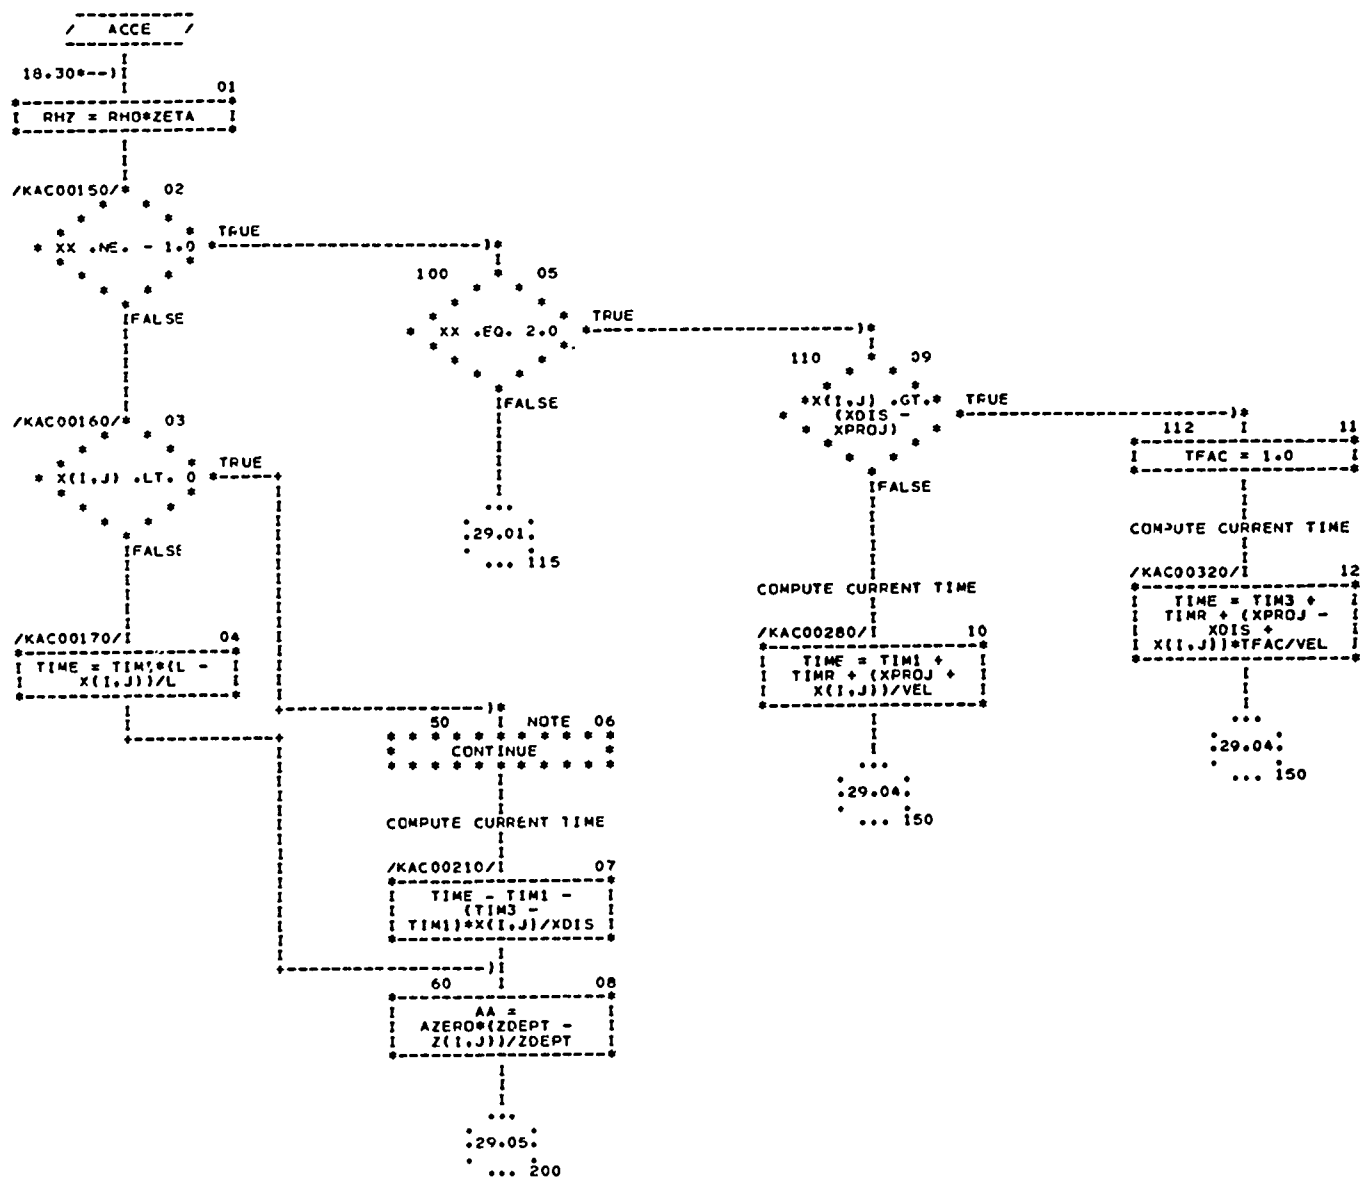 / ACCE /
18.30*--)I
01
RHZ = RHO*ZETA
/KAC00150/* 02
XX .NE. - 1.0
TRUE
FALSE
100 05
XX .EQ. 2.0
TRUE
FALSE
29.01
115
110 09
X(I,J) .GT.
(XDIS -
XPROJ)
TRUE
FALSE
112 11
TFAC = 1.0
COMPUTE CURRENT TIME
/KAC00320/I 12
TIME = TIM3 +
TIMR + (XPROJ -
XDIS +
X(I,J))*TFAC/VEL
29.04
150
COMPUTE CURRENT TIME
/KAC00280/I 10
TIME = TIM1 +
TIMR + (XPROJ +
X(I,J))/VEL
29.04
150
/KAC00160/* 03
X(I,J) .LT. 0
TRUE
FALSE
/KAC00170/I 04
TIME = *(L -
X(I,J))/L
50 NOTE 06
CONTINUE
COMPUTE CURRENT TIME
/KAC00210/I 07
TIME - TIM1 -
(TIM3 -
TIM1)*X(I,J)/XDIS
60 08
AA =
AZERO*(ZDEPT -
Z(I,J))/ZDEPT
29.05
200